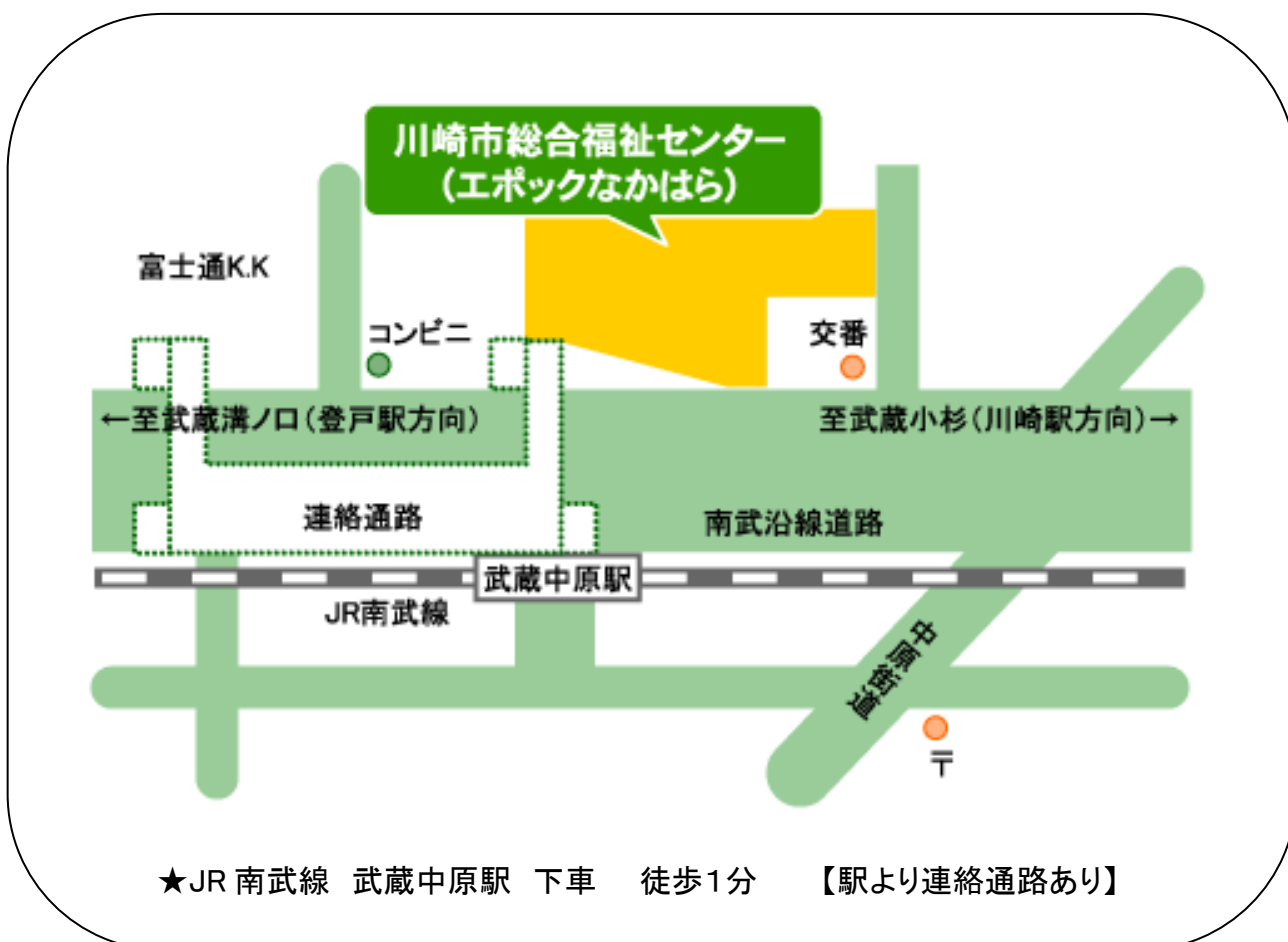 川崎市総合福祉センター
(エポックなかはら)
富士通K.K
コンビニ
交番
←至武蔵溝ノ口(登戸駅方向)
至武蔵小杉(川崎駅方向)→
連絡通路
南武沿線道路
武蔵中原駅
JR南武線
中原街道
〒
★JR 南武線 武蔵中原駅 下車 徒歩1分 【駅より連絡通路あり】